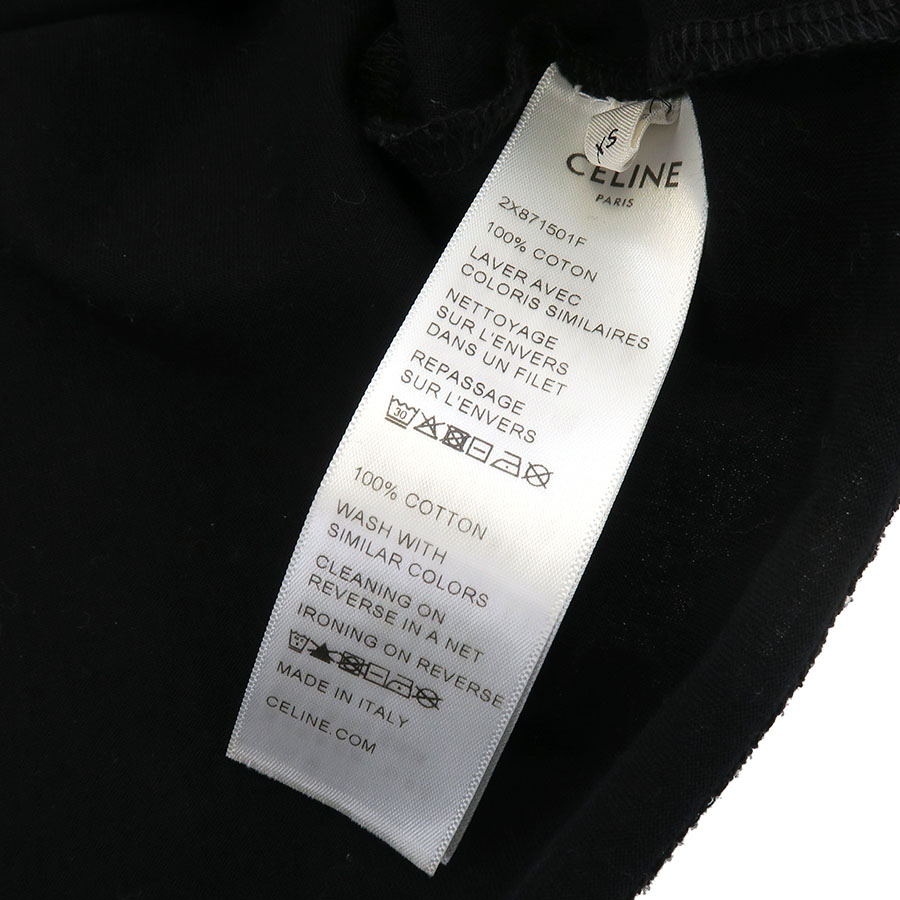 XS
CELINE
PARIS
2X871501F
100% COTON
LAVER AVEC
COLORIS SIMILAIRES
NETTOYAGE
SUR L'ENVERS
DANS UN FILET
REPASSAGE
SUR L'ENVERS
30
100% COTTON
WASH WITH
SIMILAR COLORS
CLEANING ON
REVERSE IN A NET
IRONING ON REVERSE
MADE IN ITALY
CELINE.COM